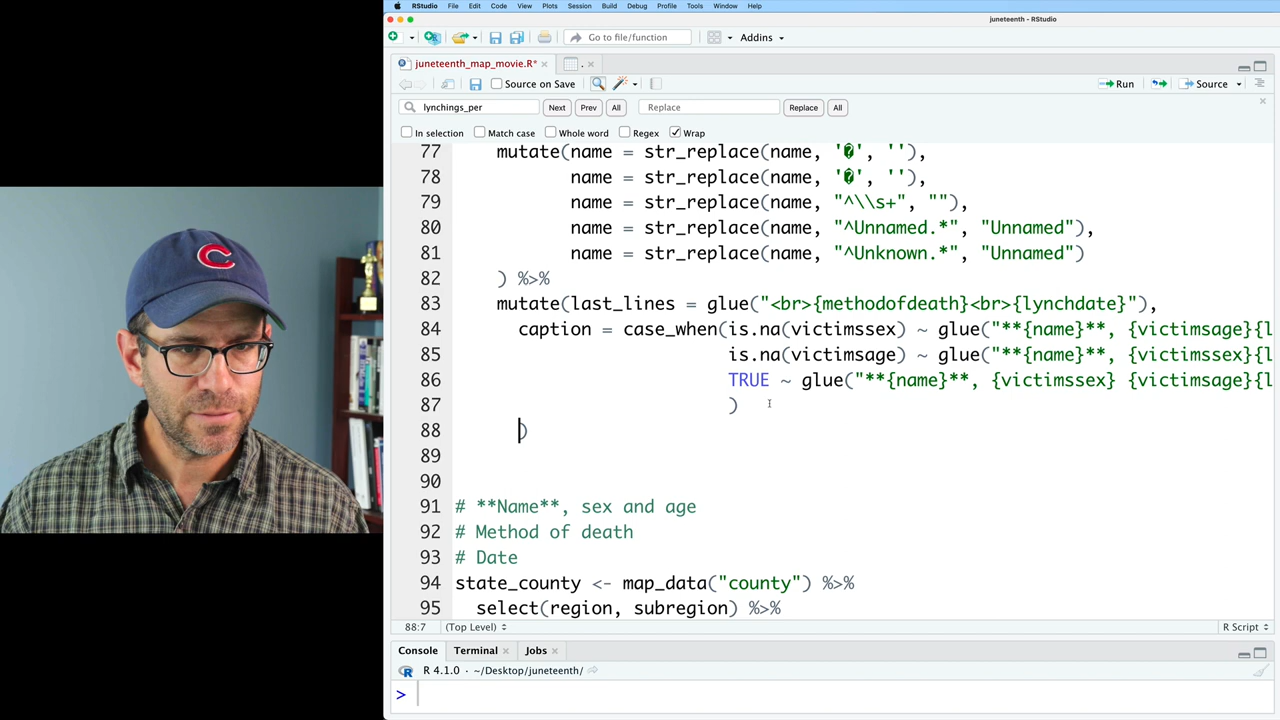 RStudio File Edit Code View Plots Session Build Debug Profile Tools Window Help
juneteenth
Go to file/function Addins
juneteenth_map_movie.R* .
Source on Save Run Source
lynchings_per Next Prev All Replace Replace All
In selection Match case Whole word Regex Wrap
77 mutate(name = str_replace(name, '�', ''),
78 name = str_replace(name, '�', ''),
79 name = str_replace(name, "^\\s+", ""),
80 name = str_replace(name, "^Unnamed.*", "Unnamed"),
81 name = str_replace(name, "^Unknown.*", "Unnamed")
82 ) %>%
83 mutate(last_lines = glue("<br>{methodofdeath}<br>{lynchdate}"),
84 caption = case_when(is.na(victimssex) ~ glue("**{name}**, {victimsage}{l
85 is.na(victimsage) ~ glue("**{name}**, {victimssex}{l
86 TRUE ~ glue("**{name}**, {victimssex} {victimsage}{l
87 )
88 )
89
90
91 # **Name**, sex and age
92 # Method of death
93 # Date
94 state_county <- map_data("county") %>%
95 select(region, subregion) %>%
88:7 (Top Level) R Script
Console Terminal Jobs
R 4.1.0 · ~/Desktop/juneteenth/
>
C